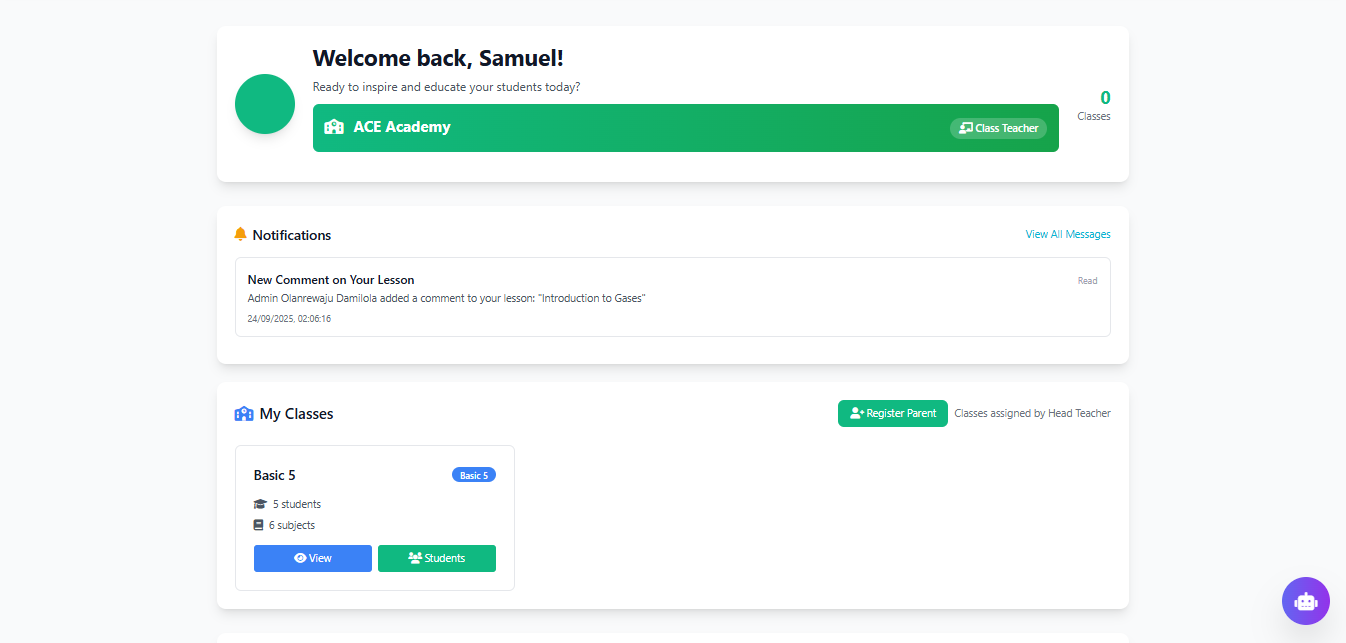 Welcome back, Samuel!
Ready to inspire and educate your students today?
ACE Academy
Class Teacher
0
Classes
Notifications
View All Messages
New Comment on Your Lesson
Read
Admin Olanrewaju Damilola added a comment to your lesson: "Introduction to Gases"
24/09/2025, 02:06:16
My Classes
Register Parent
Classes assigned by Head Teacher
Basic 5
Basic 5
5 students
6 subjects
View
Students